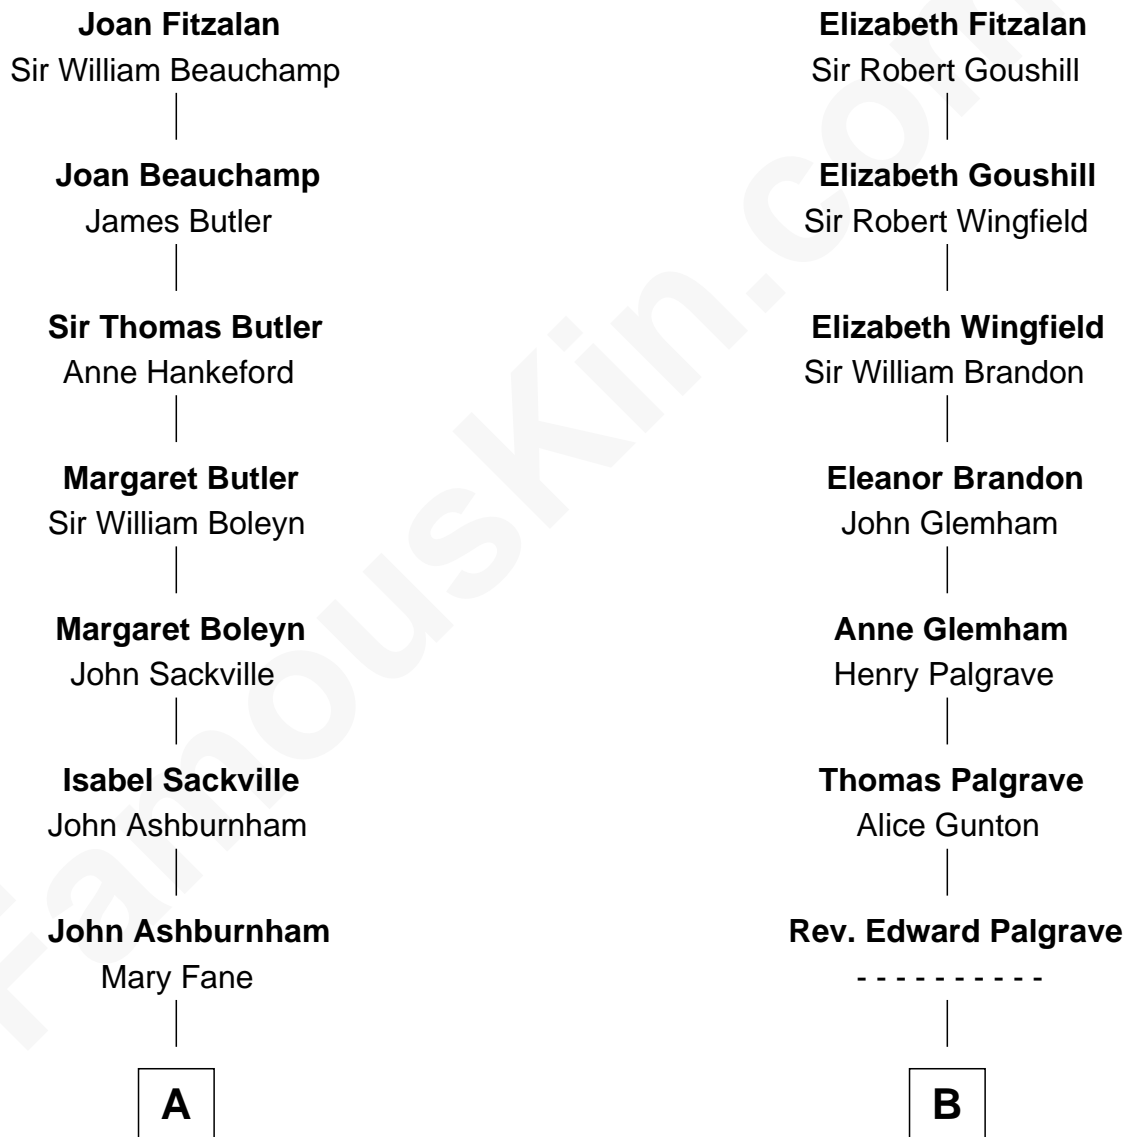 Joan Fitzalan
Sir William Beauchamp
Joan Beauchamp
James Butler
Sir Thomas Butler
Anne Hankeford
Margaret Butler
Sir William Boleyn
Margaret Boleyn
John Sackville
Isabel Sackville
John Ashburnham
John Ashburnham
Mary Fane
A
Elizabeth Fitzalan
Sir Robert Goushill
Elizabeth Goushill
Sir Robert Wingfield
Elizabeth Wingfield
Sir William Brandon
Eleanor Brandon
John Glemham
Anne Glemham
Henry Palgrave
Thomas Palgrave
Alice Gunton
Rev. Edward Palgrave
- - - - - - - - - -
B
FamousKin.com